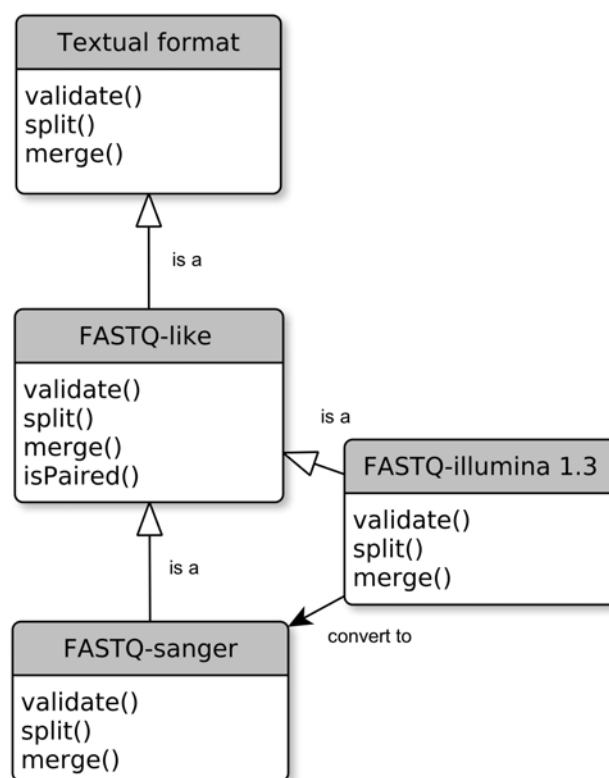 Textual format
validate()
split()
merge()
is a
FASTQ-like
validate()
split()
merge()
isPaired()
is a
FASTQ-illumina 1.3
validate()
split()
merge()
is a
convert to
FASTQ-sanger
validate()
split()
merge()